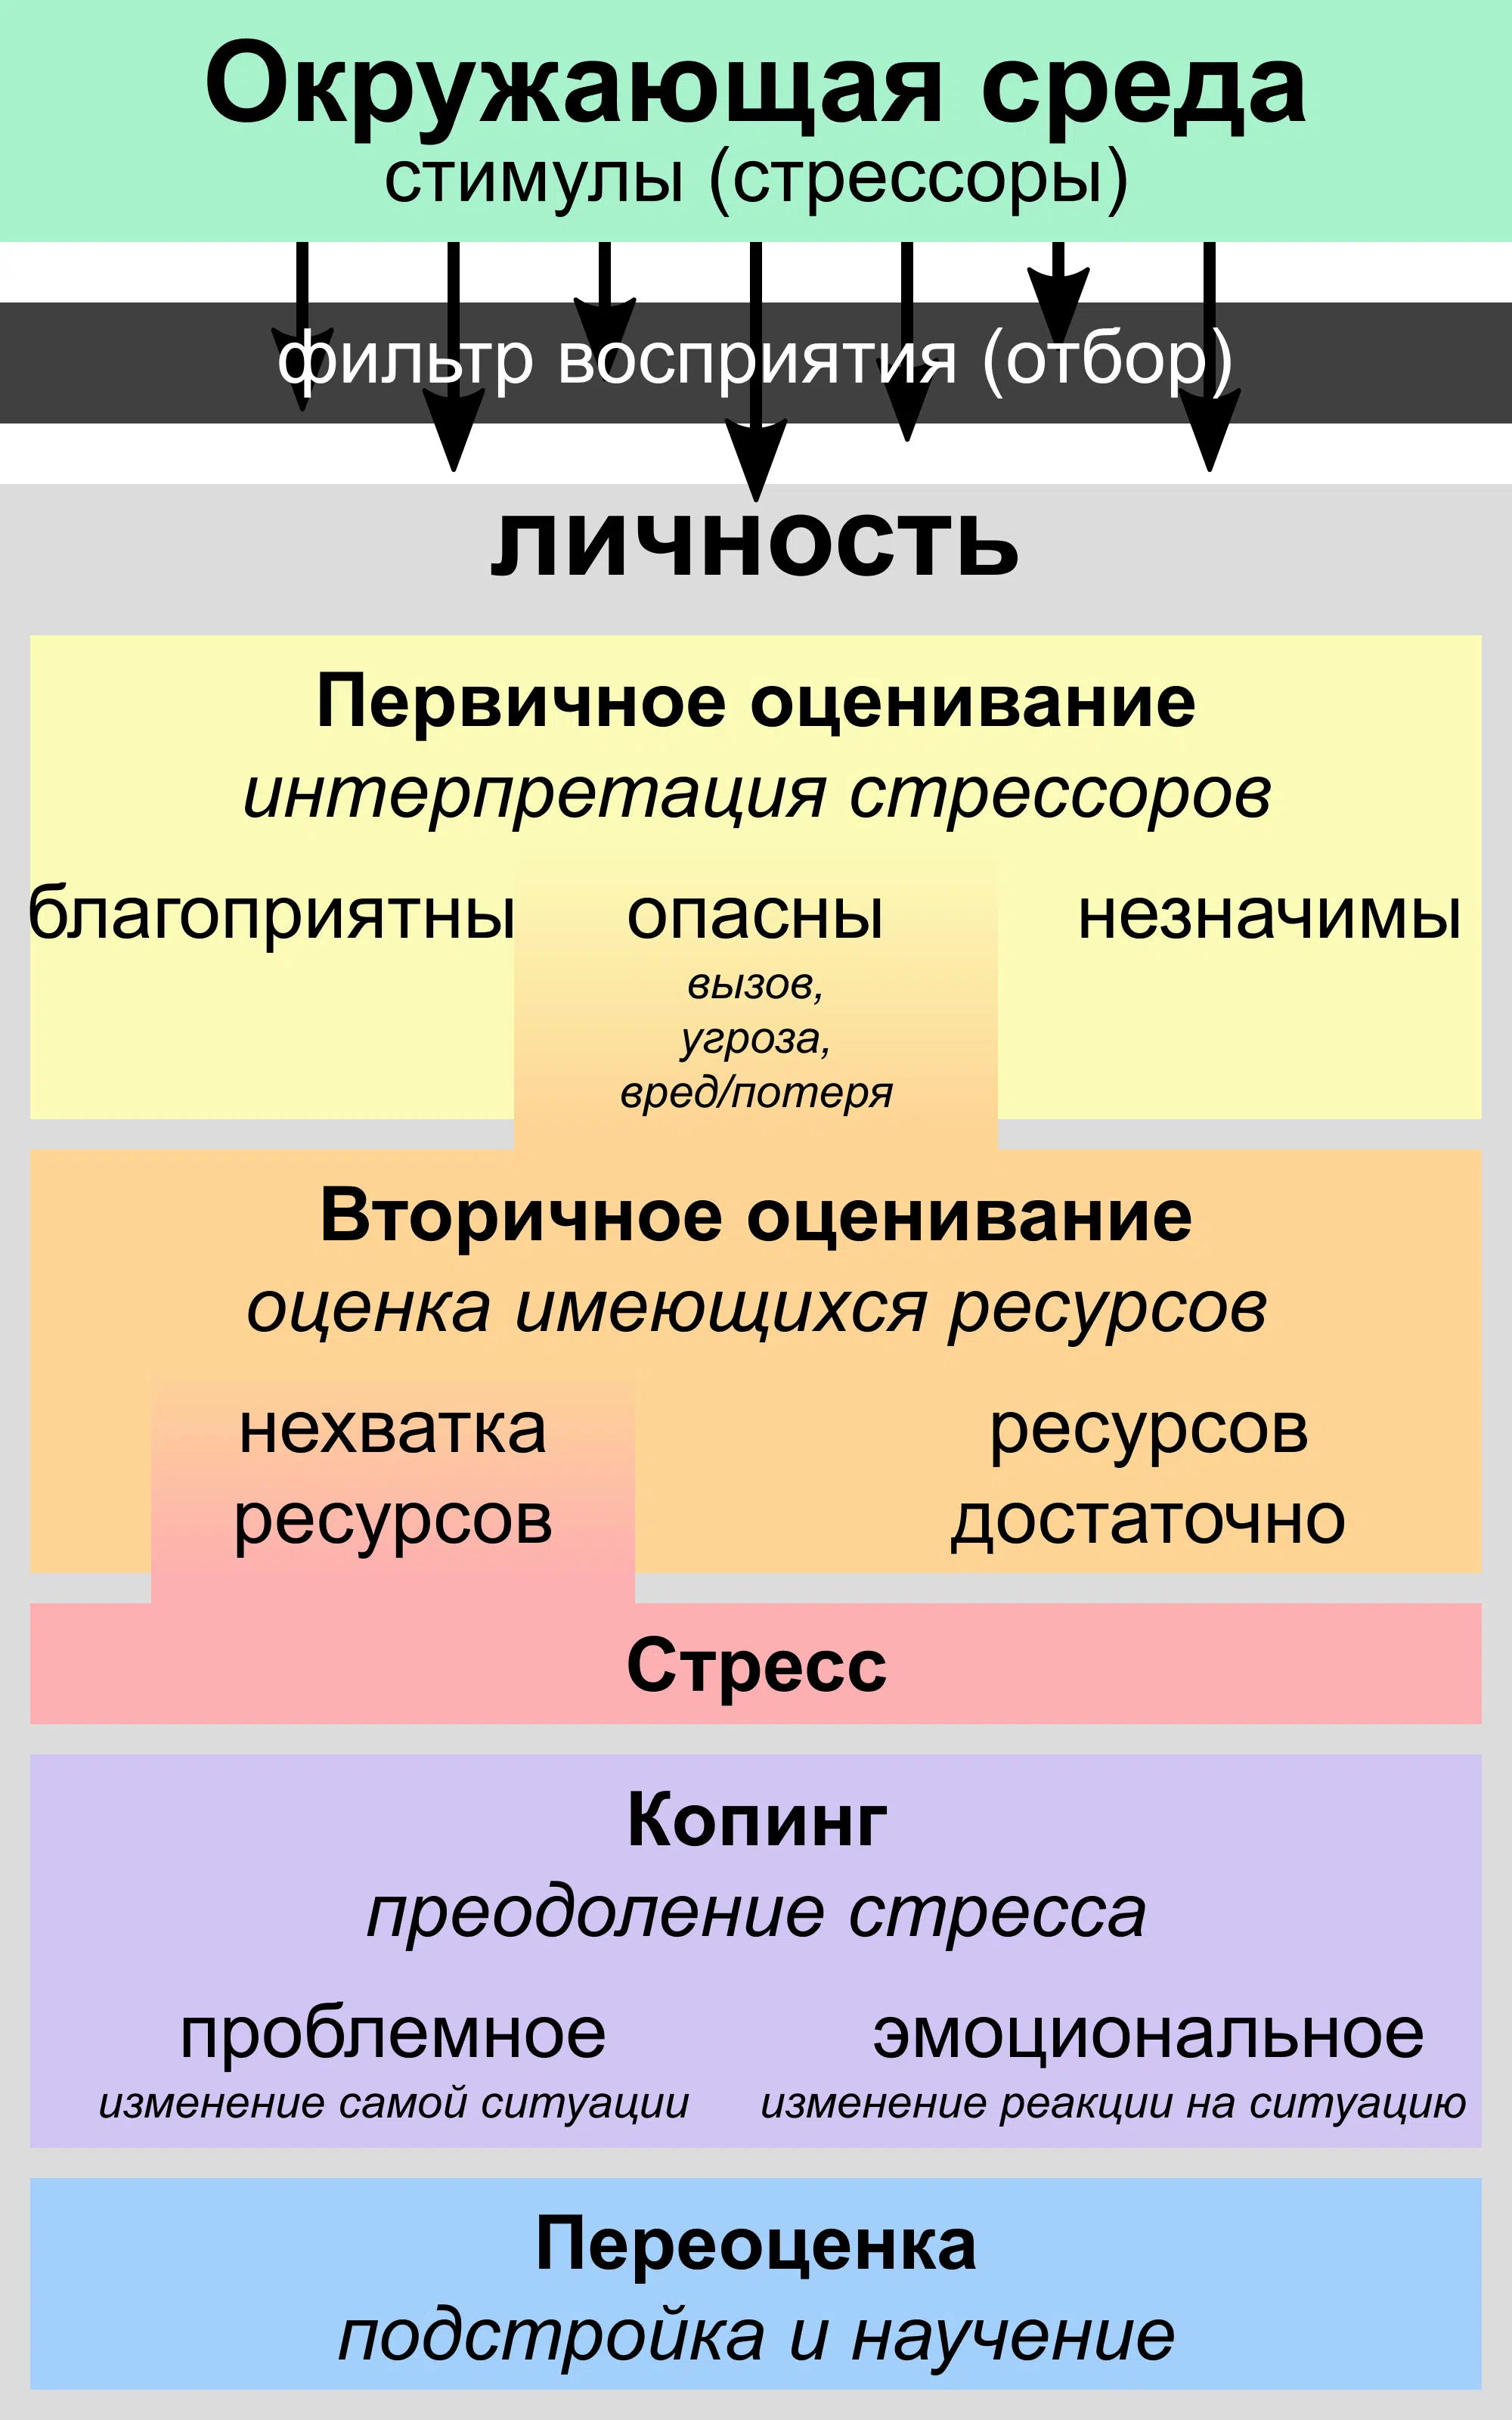 Окружающая среда
стимулы (стрессоры)
фильтр восприятия (отбор)
личность
Первичное оценивание
интерпретация стрессоров
благоприятны опасны незначимы
вызов,
угроза,
вред/потеря
Вторичное оценивание
оценка имеющихся ресурсов
нехватка ресурсов
ресурсов достаточно
Стресс
Копинг
преодоление стресса
проблемное эмоциональное
изменение самой ситуации изменение реакции на ситуацию
Переоценка
подстройка и научение